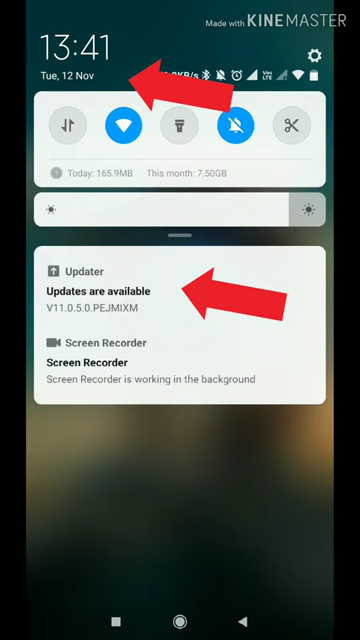 Made with KINEMASTER
13:41
Tue, 12 Nov
KB/s
Today: 165.9MB This month: 7.50GB
Updater
Updates are available
V11.0.5.0.PEJMIXM
Screen Recorder
Screen Recorder
Screen Recorder is working in the background